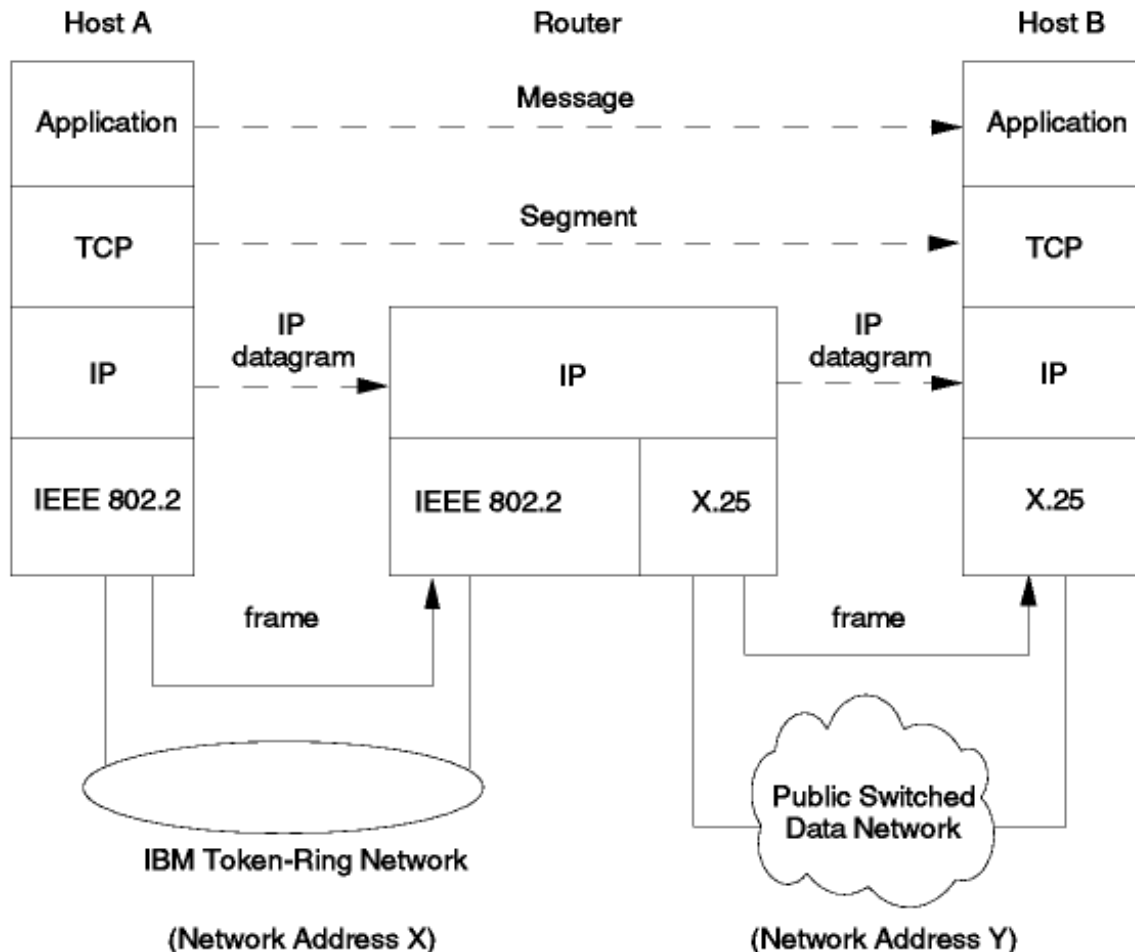 Host A
Router
Host B
Message
Application
Application
Segment
TCP
TCP
IP
datagram
IP
datagram
IP
IP
IP
IEEE 802.2
IEEE 802.2
X.25
X.25
frame
frame
Public Switched
Data Network
IBM Token-Ring Network
(Network Address X)
(Network Address Y)